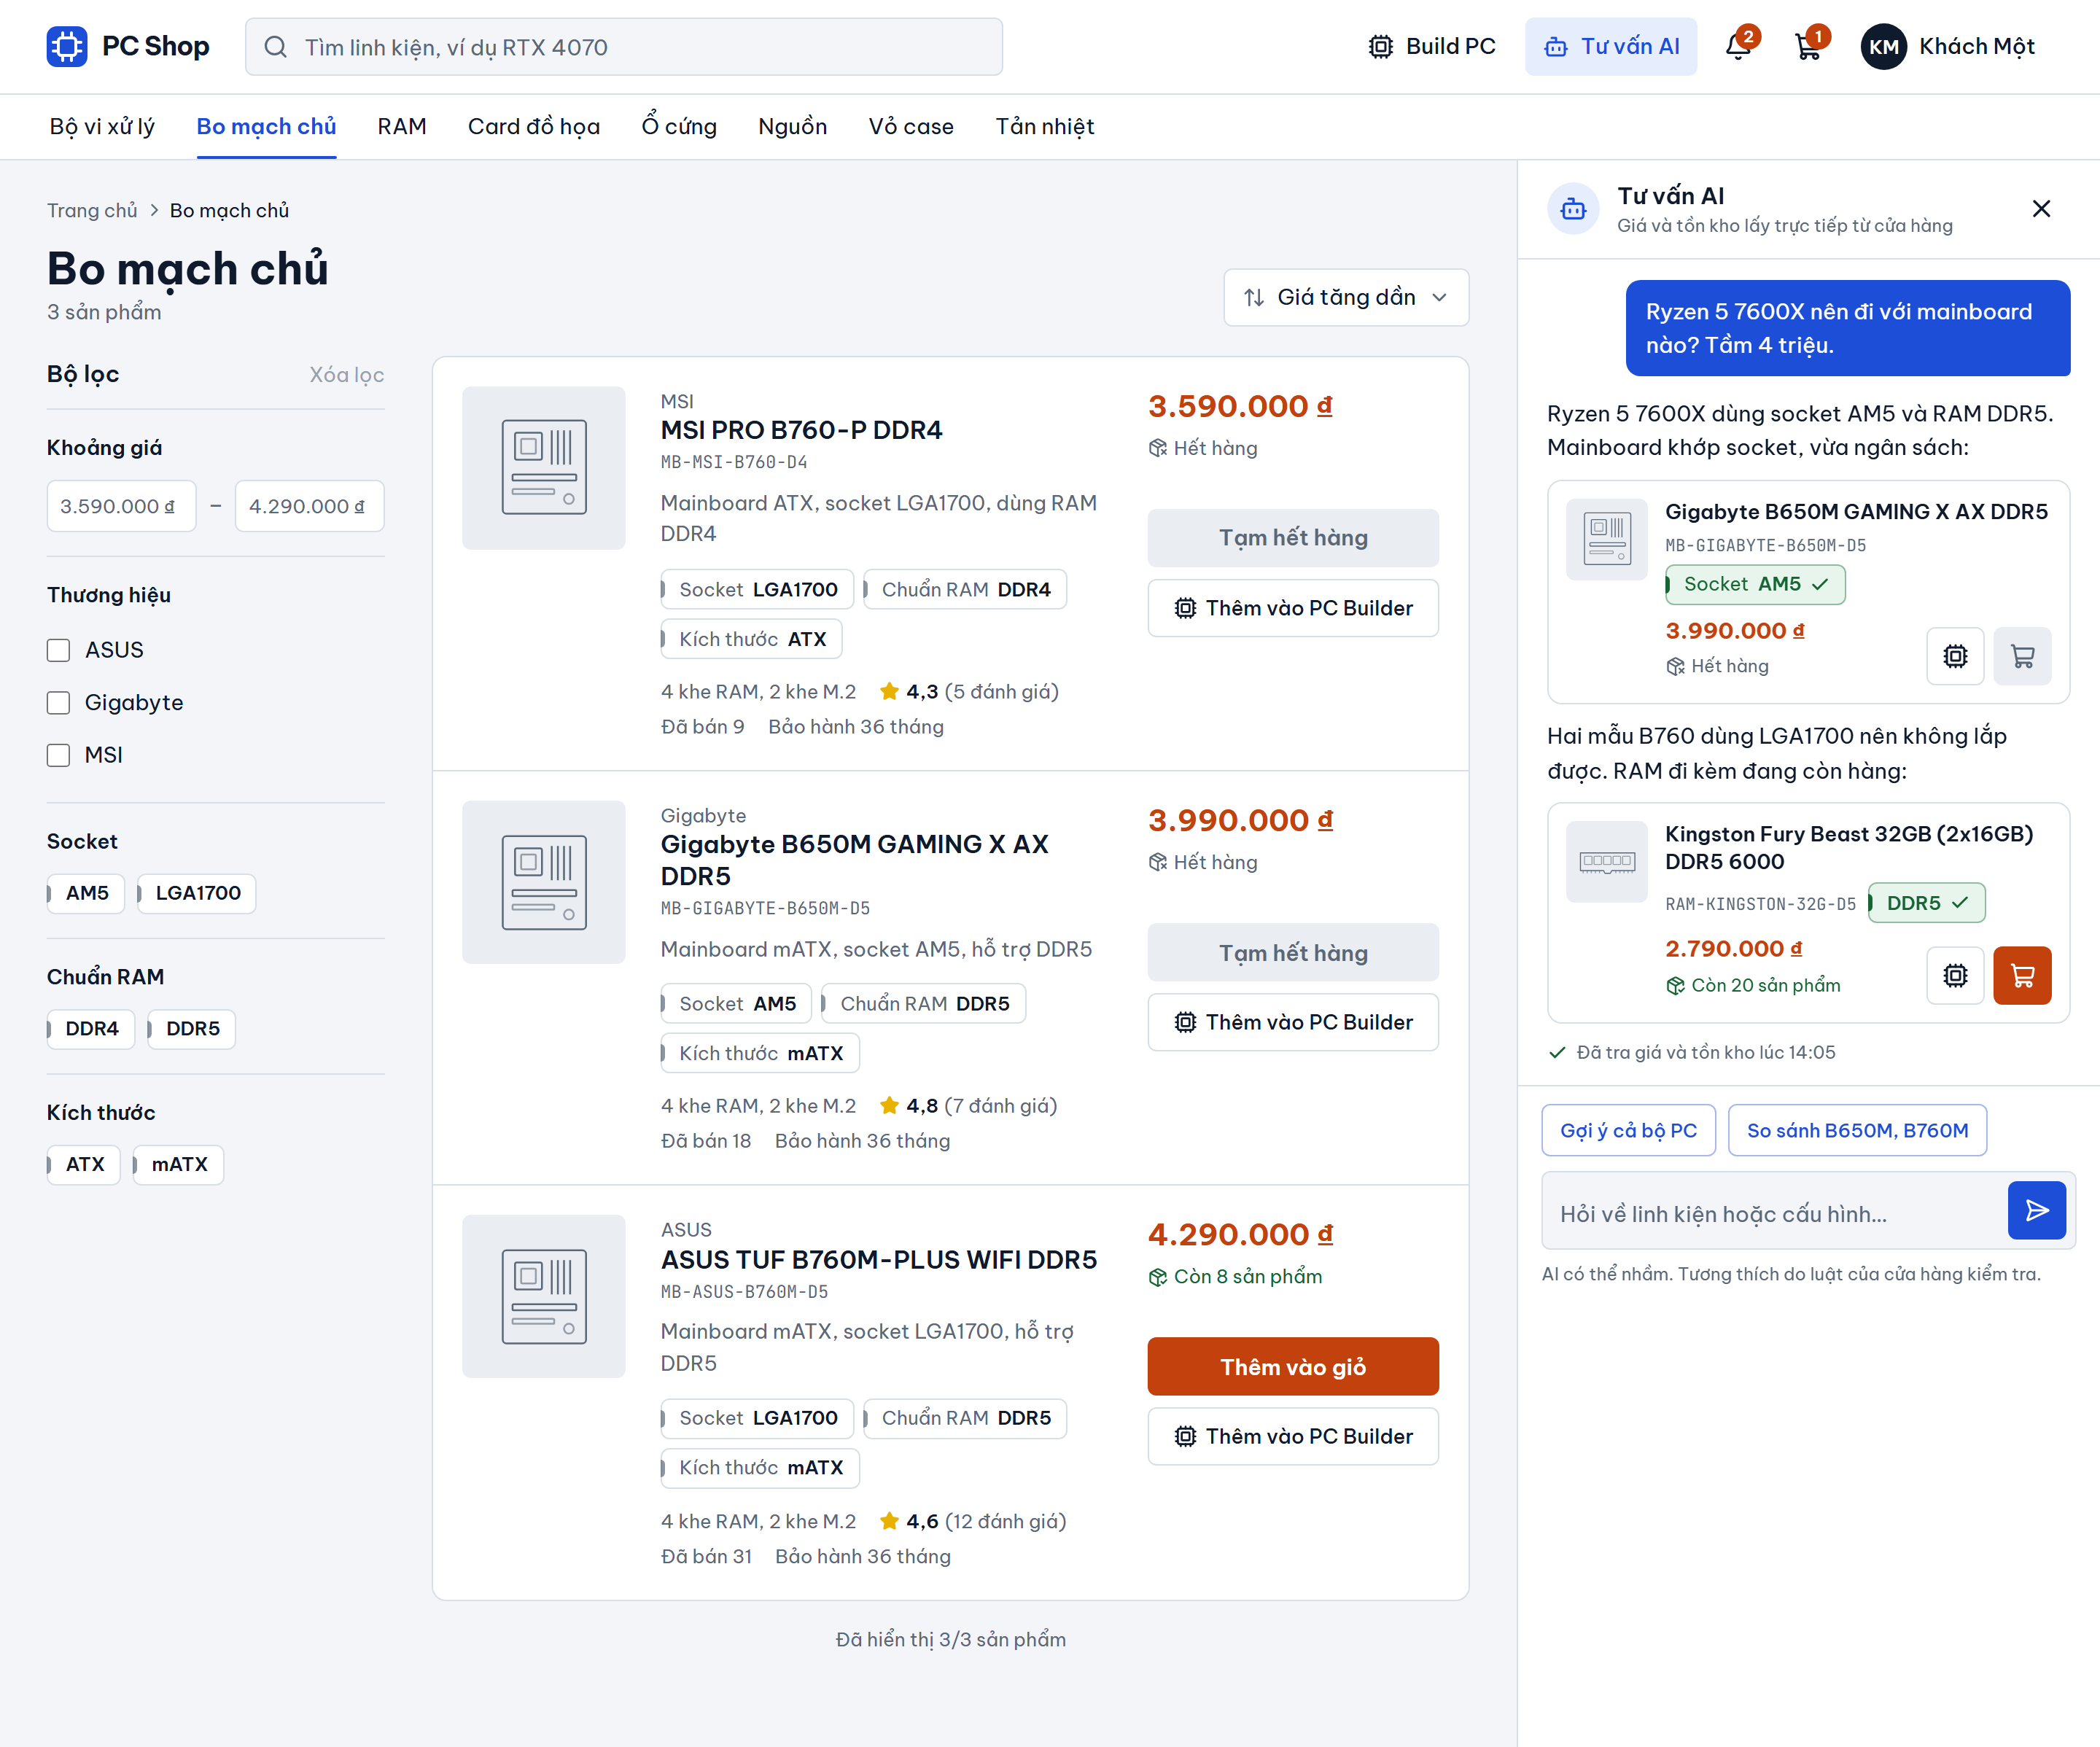 PC Shop
Tìm linh kiện, ví dụ RTX 4070
Build PC
Tư vấn AI
2
1
KM
Khách Một
Bộ vi xử lý
Bo mạch chủ
RAM
Card đồ họa
Ổ cứng
Nguồn
Vỏ case
Tản nhiệt
Trang chủ > Bo mạch chủ
Bo mạch chủ
3 sản phẩm
Giá tăng dần
Bộ lọc
Xóa lọc
Khoảng giá
3.590.000 ₫ – 4.290.000 ₫
Thương hiệu
ASUS
Gigabyte
MSI
Socket
AM5
LGA1700
Chuẩn RAM
DDR4
DDR5
Kích thước
ATX
mATX
MSI
MSI PRO B760-P DDR4
MB-MSI-B760-D4
Mainboard ATX, socket LGA1700, dùng RAM
DDR4
Socket LGA1700
Chuẩn RAM DDR4
Kích thước ATX
4 khe RAM, 2 khe M.2
4,3 (5 đánh giá)
Đã bán 9
Bảo hành 36 tháng
3.590.000 ₫
Hết hàng
Tạm hết hàng
Thêm vào PC Builder
Gigabyte
Gigabyte B650M GAMING X AX
DDR5
MB-GIGABYTE-B650M-D5
Mainboard mATX, socket AM5, hỗ trợ DDR5
Socket AM5
Chuẩn RAM DDR5
Kích thước mATX
4 khe RAM, 2 khe M.2
4,8 (7 đánh giá)
Đã bán 18
Bảo hành 36 tháng
3.990.000 ₫
Hết hàng
Tạm hết hàng
Thêm vào PC Builder
ASUS
ASUS TUF B760M-PLUS WIFI DDR5
MB-ASUS-B760M-D5
Mainboard mATX, socket LGA1700, hỗ trợ
DDR5
Socket LGA1700
Chuẩn RAM DDR5
Kích thước mATX
4 khe RAM, 2 khe M.2
4,6 (12 đánh giá)
Đã bán 31
Bảo hành 36 tháng
4.290.000 ₫
Còn 8 sản phẩm
Thêm vào giỏ
Thêm vào PC Builder
Đã hiển thị 3/3 sản phẩm
Tư vấn AI
Giá và tồn kho lấy trực tiếp từ cửa hàng
Ryzen 5 7600X nên đi với mainboard
nào? Tầm 4 triệu.
Ryzen 5 7600X dùng socket AM5 và RAM DDR5.
Mainboard khớp socket, vừa ngân sách:
Gigabyte B650M GAMING X AX DDR5
MB-GIGABYTE-B650M-D5
Socket AM5
3.990.000 ₫
Hết hàng
Hai mẫu B760 dùng LGA1700 nên không lắp
được. RAM đi kèm đang còn hàng:
Kingston Fury Beast 32GB (2x16GB)
DDR5 6000
RAM-KINGSTON-32G-D5
DDR5
2.790.000 ₫
Còn 20 sản phẩm
Đã tra giá và tồn kho lúc 14:05
Gợi ý cả bộ PC
So sánh B650M, B760M
Hỏi về linh kiện hoặc cấu hình...
AI có thể nhầm. Tương thích do luật của cửa hàng kiểm tra.